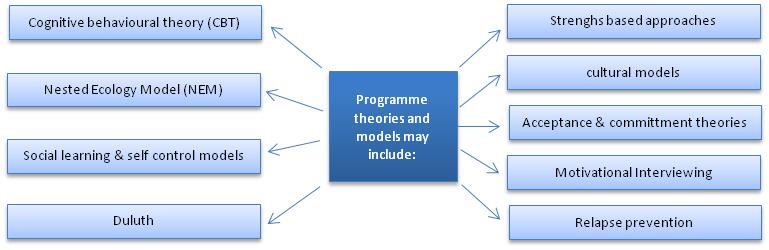 Cognitive behavioural theory (CBT)
Nested Ecology Model (NEM)
Social learning & self control models
Duluth
Programme
theories and
models may
include:
Strenghs based approaches
cultural models
Acceptance & committment theories
Motivational Interviewing
Relapse prevention